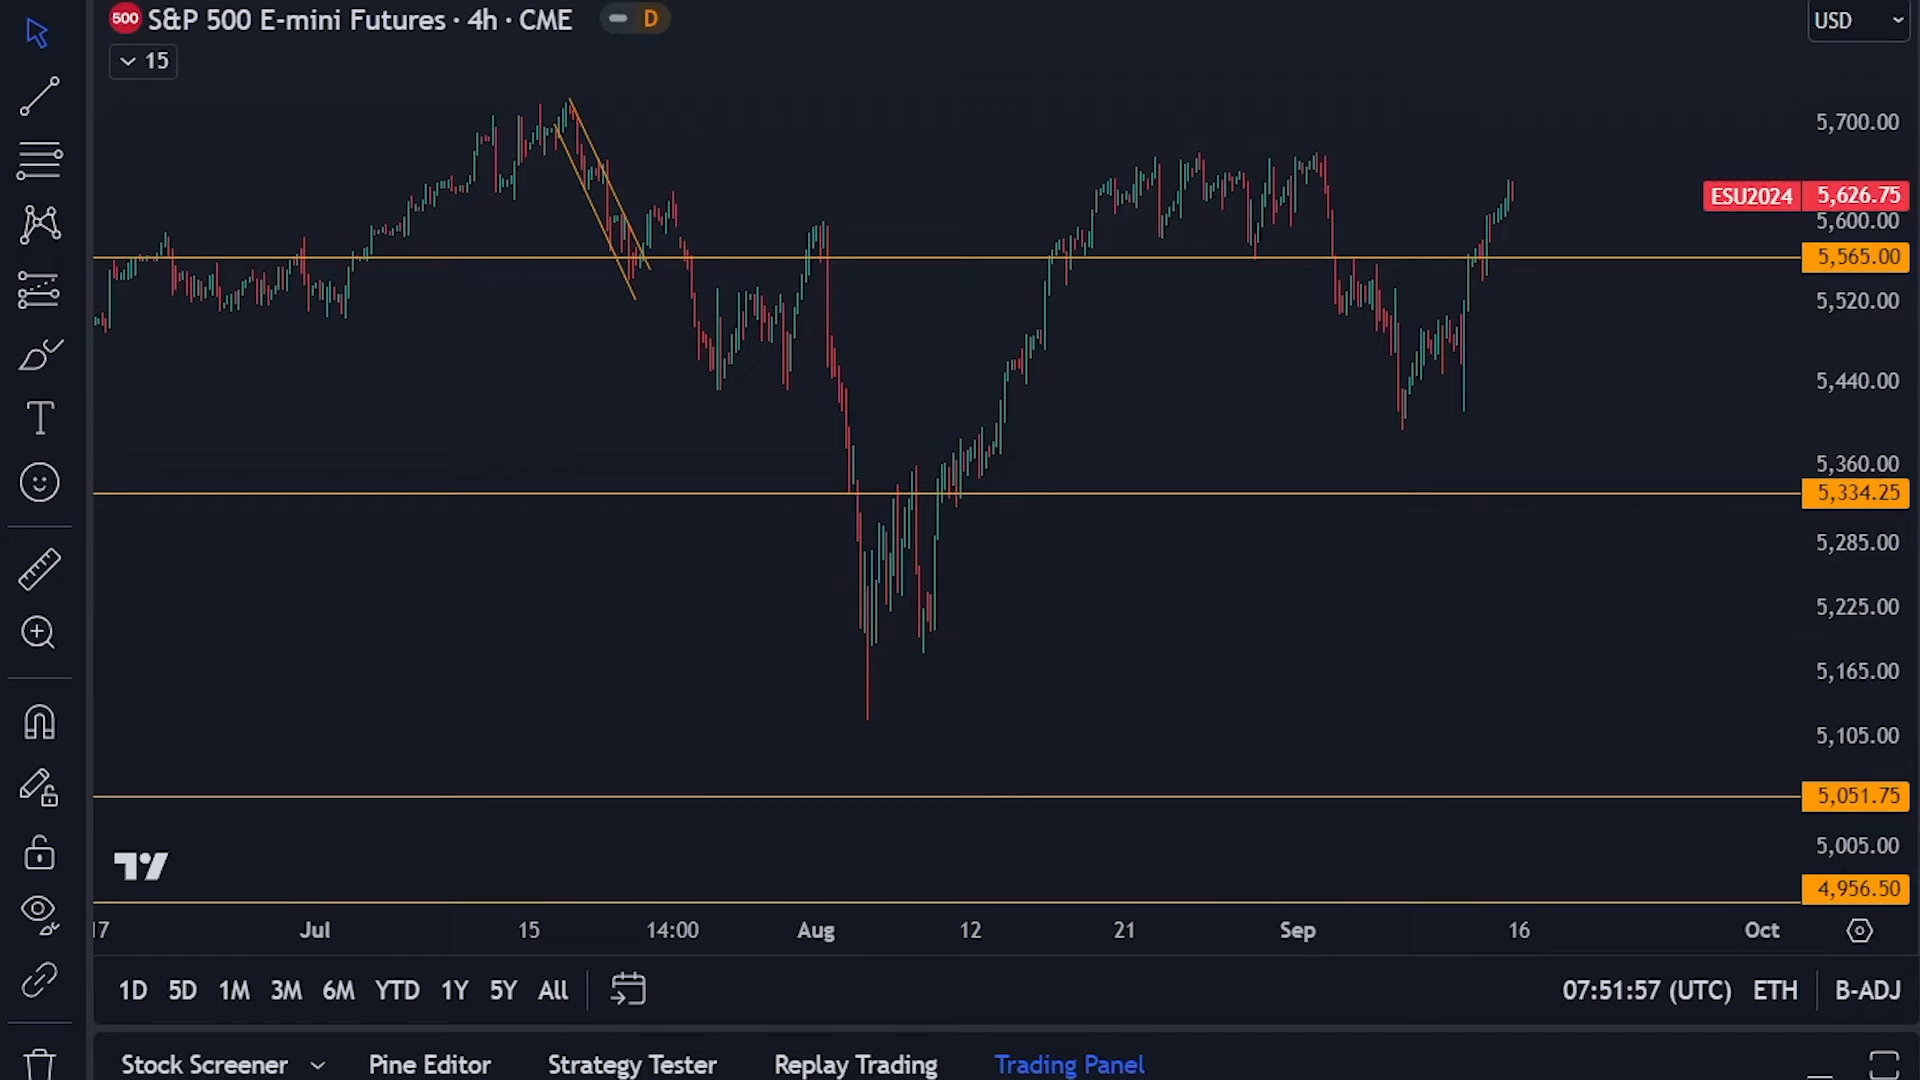 500 S&P 500 E-mini Futures · 4h · CME D
USD
15
5,700.00
ESU2024 5,626.75
5,600.00
5,565.00
5,520.00
5,440.00
5,360.00
5,334.25
5,285.00
5,225.00
5,165.00
5,105.00
5,051.75
5,005.00
4,956.50
17 Jul 15 14:00 Aug 12 21 Sep 16 Oct
1D 5D 1M 3M 6M YTD 1Y 5Y All 07:51:57 (UTC) ETH B-ADJ
Stock Screener Pine Editor Strategy Tester Replay Trading Trading Panel